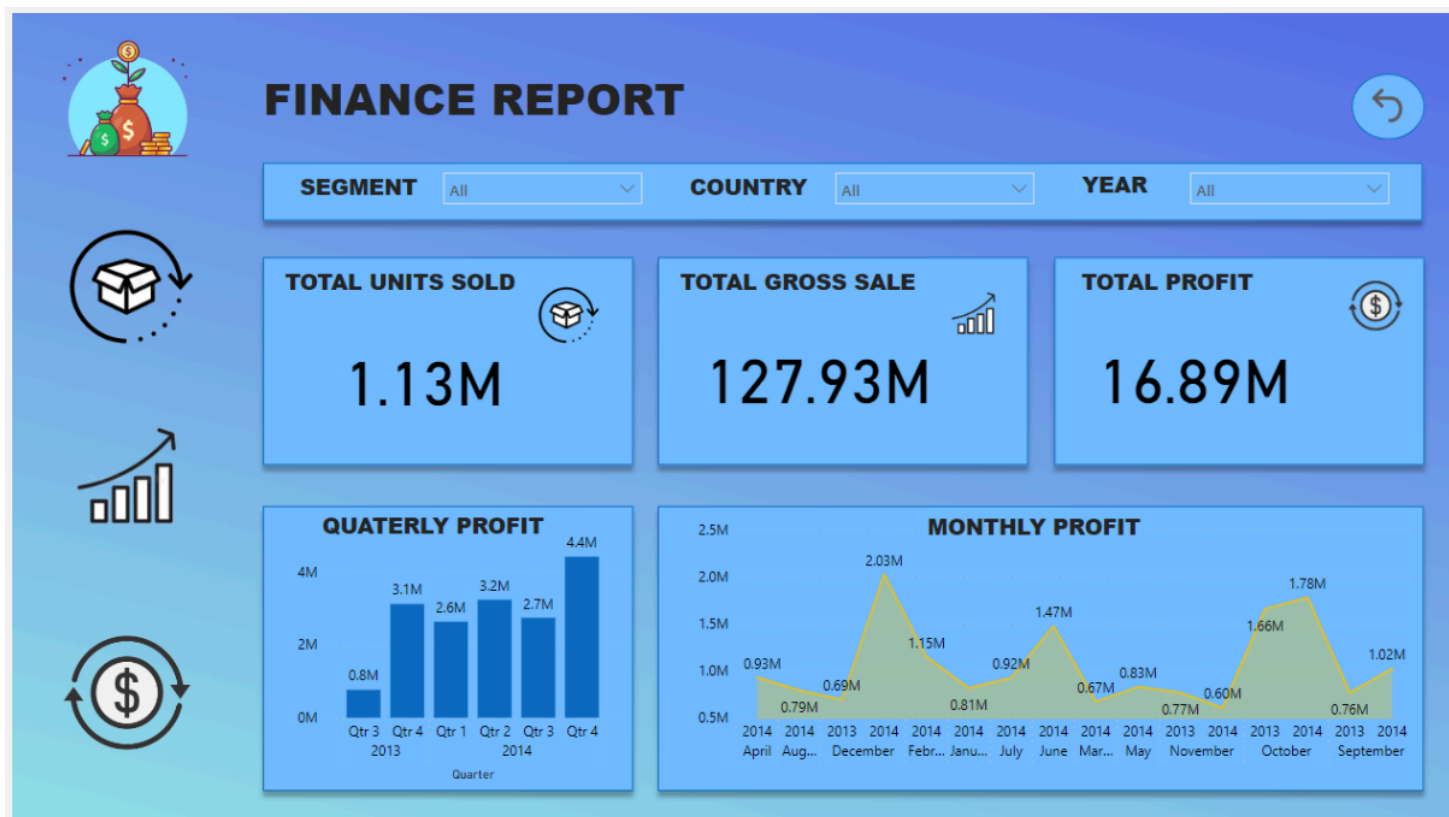 FINANCE REPORT
SEGMENT All COUNTRY All YEAR All
TOTAL UNITS SOLD
1.13M
TOTAL GROSS SALE
127.93M
TOTAL PROFIT
16.89M
QUATERLY PROFIT
4M
2M
0M
0.8M
3.1M
2.6M
3.2M
2.7M
4.4M
Qtr 3 Qtr 4 Qtr 1 Qtr 2 Qtr 3 Qtr 4
2013 2014
Quarter
MONTHLY PROFIT
2.5M
2.0M
1.5M
1.0M
0.5M
0.93M
0.79M
0.69M
2.03M
1.15M
0.81M
0.92M
1.47M
0.67M
0.83M
0.77M
0.60M
1.66M
1.78M
0.76M
1.02M
2014 2014 2013 2014 2014 2014 2014 2014 2014 2014 2013 2014 2013 2014 2013 2014
April Aug... December Febr... Janu... July June Mar... May November October September